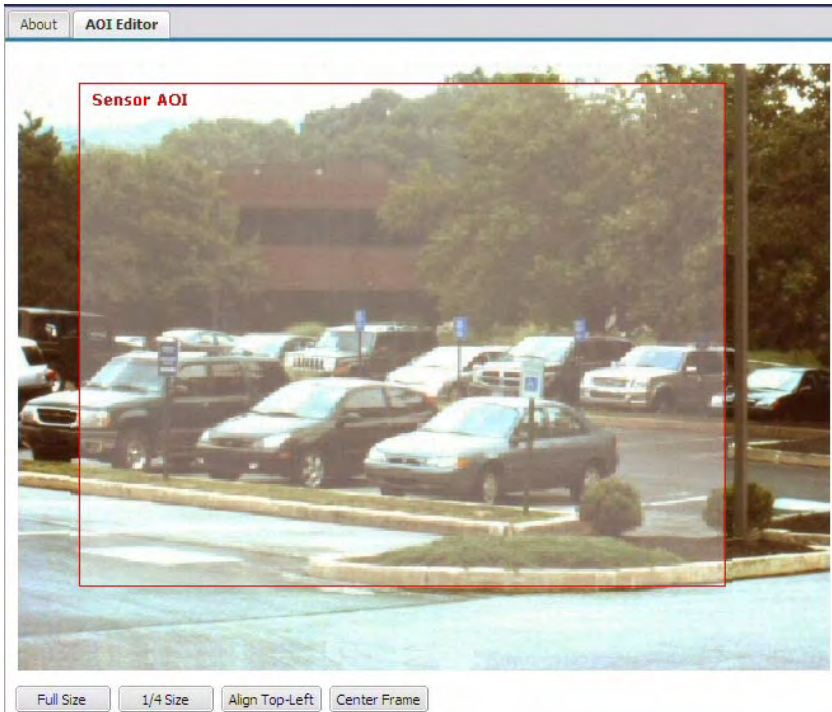 About AOI Editor
Sensor AOI
Full Size 1/4 Size Align Top-Left Center Frame